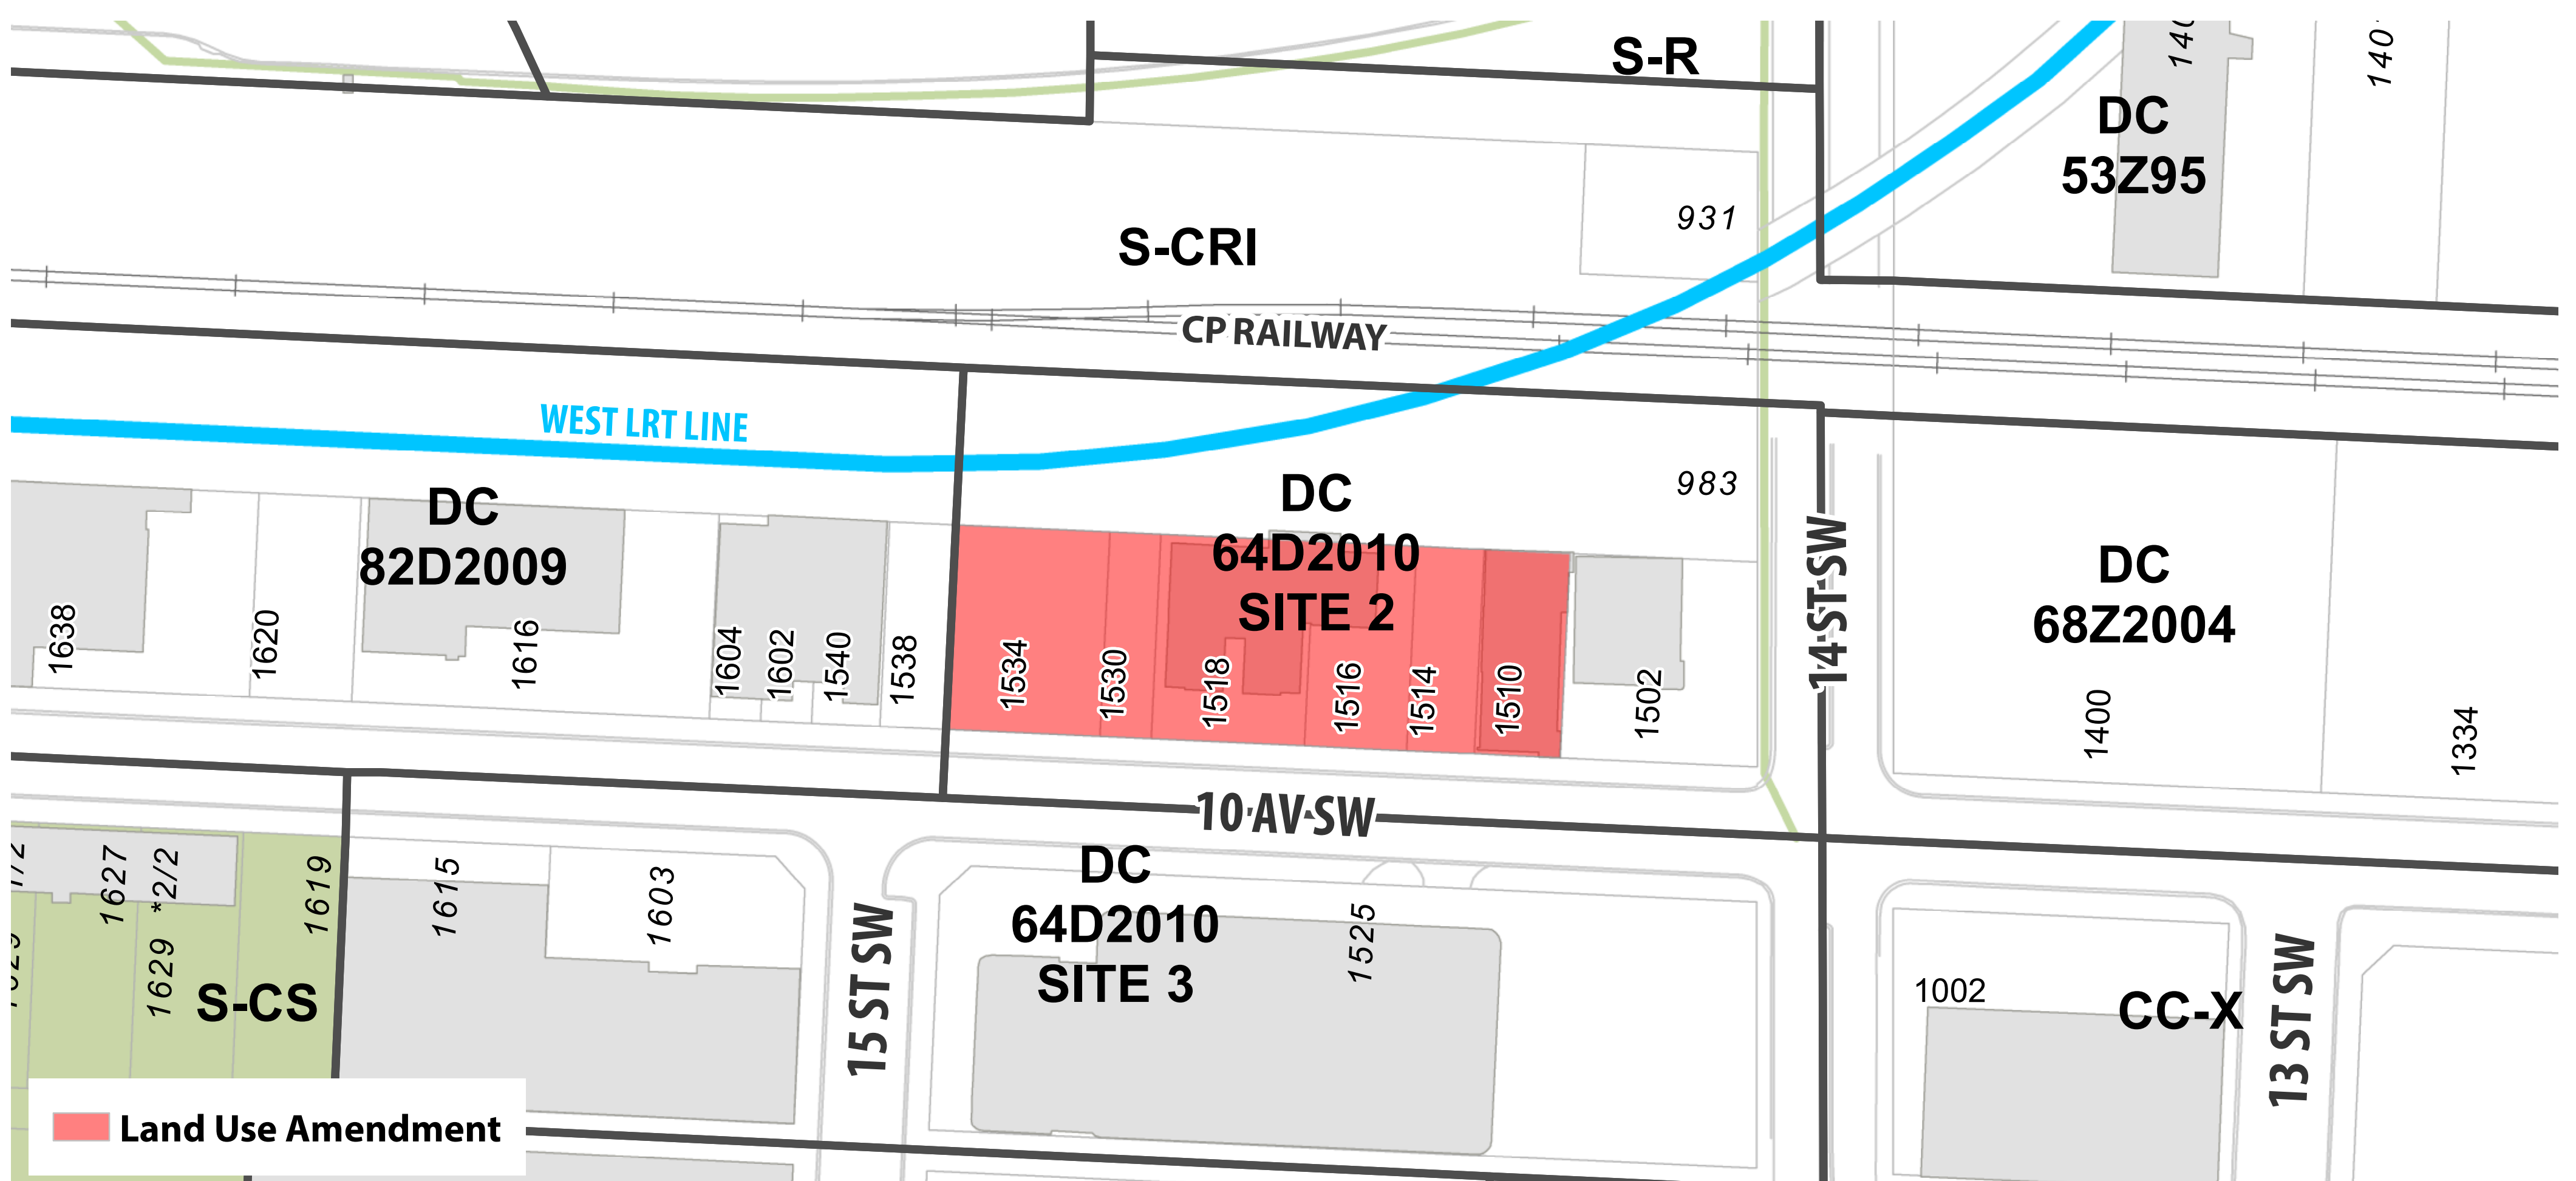 S-R
DC
53Z95
931
S-CRI
CP RAILWAY
WEST LRT LINE
983
DC
82D2009
DC
64D2010
SITE 2
14 ST SW
DC
68Z2004
1638
1620
1616
1604
1602
1540
1538
1534
1530
1518
1516
1514
1510
1502
1400
1334
10 AV SW
1627
*2/2
1629
1619
S-CS
1615
1603
15 ST SW
DC
64D2010
SITE 3
1525
1002
CC-X
13 ST SW
Land Use Amendment